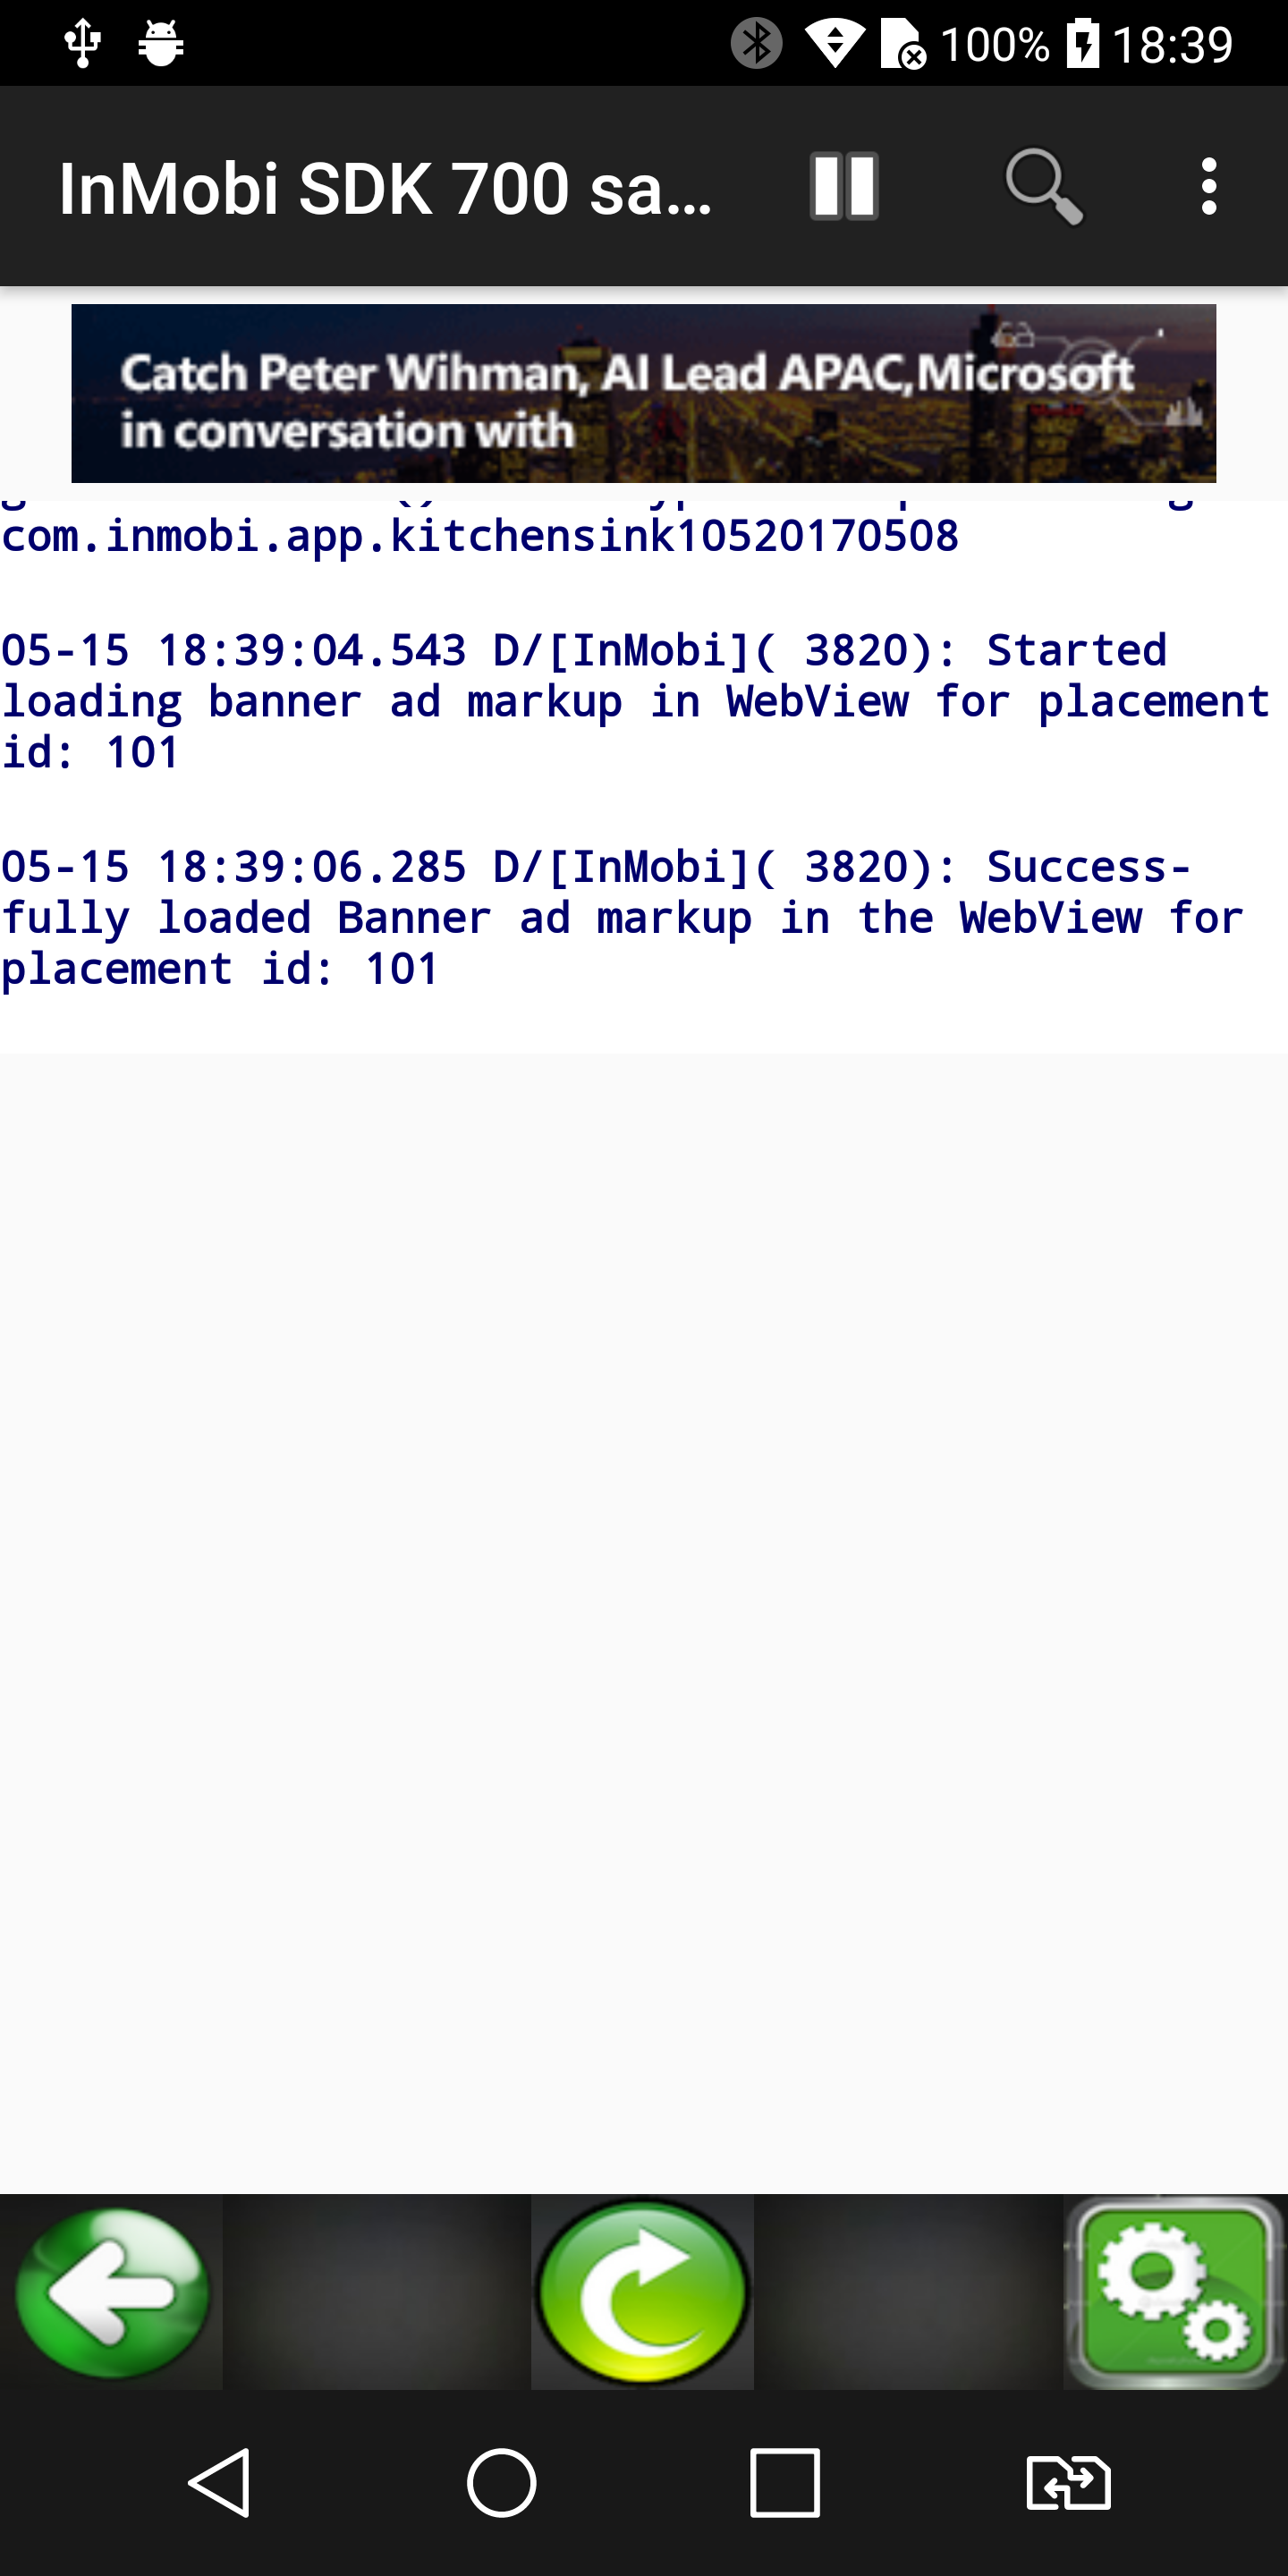 100% 18:39
InMobi SDK 700 sa...
Catch Peter Wihman, AI Lead APAC,Microsoft
in conversation with
com.inmobi.app.kitchensink10520170508
05-15 18:39:04.543 D/[InMobi]( 3820): Started
loading banner ad markup in WebView for placement
id: 101
05-15 18:39:06.285 D/[InMobi]( 3820): Success-
fully loaded Banner ad markup in the WebView for
placement id: 101